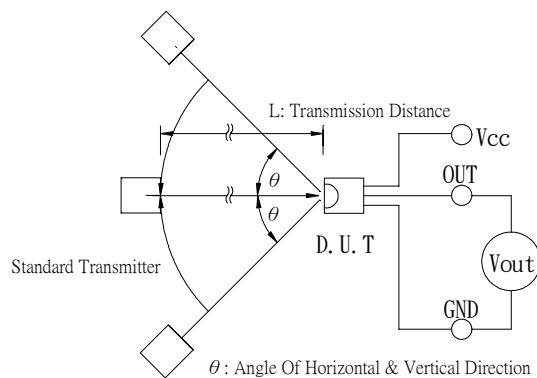 L: Transmission Distance
Vcc
θ
OUT
θ
D.U.T
Standard Transmitter
Vout
GND
θ : Angle Of Horizontal & Vertical Direction